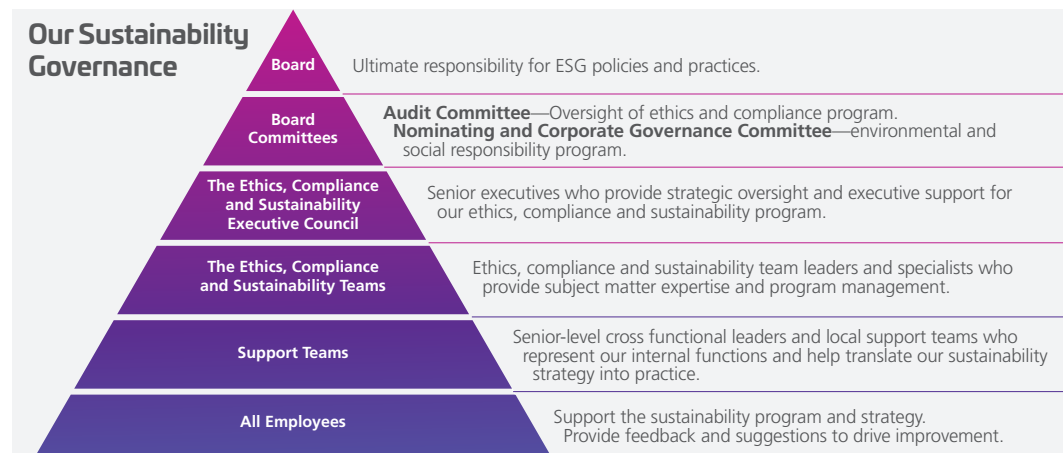 Our Sustainability
Governance
Board
Ultimate responsibility for ESG policies and practices.
Board
Committees
Audit Committee—Oversight of ethics and compliance program.
Nominating and Corporate Governance Committee—environmental and
social responsibility program.
The Ethics, Compliance
and Sustainability
Executive Council
Senior executives who provide strategic oversight and executive support for
our ethics, compliance and sustainability program.
The Ethics, Compliance
and Sustainability Teams
Ethics, compliance and sustainability team leaders and specialists who
provide subject matter expertise and program management.
Support Teams
Senior-level cross functional leaders and local support teams who
represent our internal functions and help translate our sustainability
strategy into practice.
All Employees
Support the sustainability program and strategy.
Provide feedback and suggestions to drive improvement.